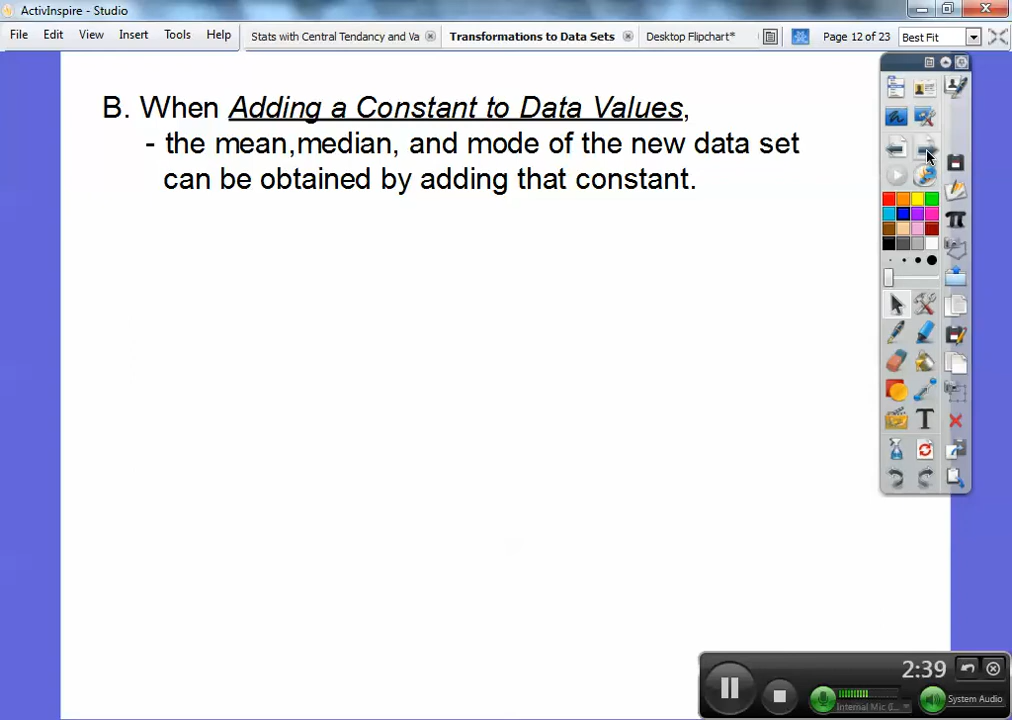 ActivInspire - Studio
File Edit View Insert Tools Help
Stats with Central Tendancy and Va Transformations to Data Sets Desktop Flipchart* Page 12 of 23 Best Fit
B. When Adding a Constant to Data Values,
- the mean,median, and mode of the new data set
can be obtained by adding that constant.
2:39
Internal Mic (I... System Audio